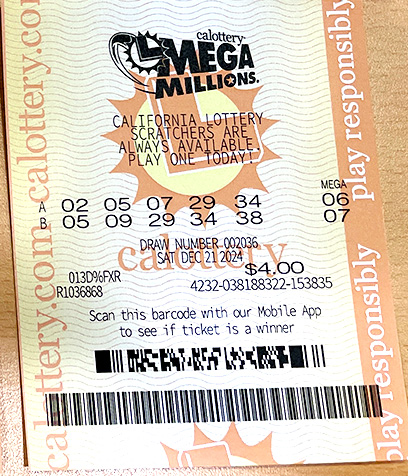 calottery
MEGA
MILLIONS.
CALIFORNIA LOTTERY
SCRATCHERS ARE
ALWAYS AVAILABLE.
PLAY ONE TODAY!
MEGA
A 02 05 07 29 34 06
B 05 09 29 34 38 07
DRAW NUMBER 002036
SAT DEC 21 2024
calottery
$4.00
013D%FXR
R1036868 4232-038188322-153835
Scan this barcode with our Mobile App
to see if ticket is a winner
calottery.com-calottery.com
play responsibly
play responsibly